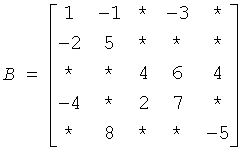 1 -1 * -3 *
-2 5 * * *
B = * * 4 6 4
-4 * 2 7 *
* 8 * * -5